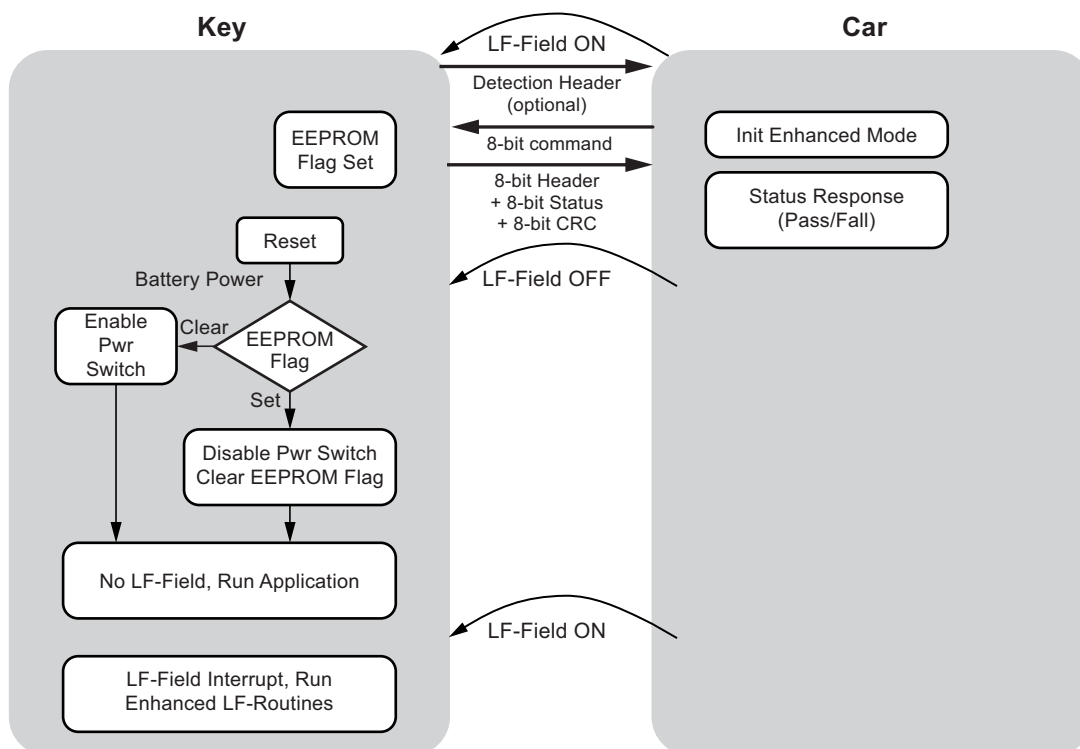 Key
Car
LF-Field ON
Detection Header
(optional)
EEPROM
Flag Set
8-bit command
Init Enhanced Mode
8-bit Header
+ 8-bit Status
+ 8-bit CRC
Status Response
(Pass/Fall)
Reset
Battery Power
LF-Field OFF
Enable
Pwr
Switch
Clear
EEPROM
Flag
Set
Disable Pwr Switch
Clear EEPROM Flag
No LF-Field, Run Application
LF-Field ON
LF-Field Interrupt, Run
Enhanced LF-Routines